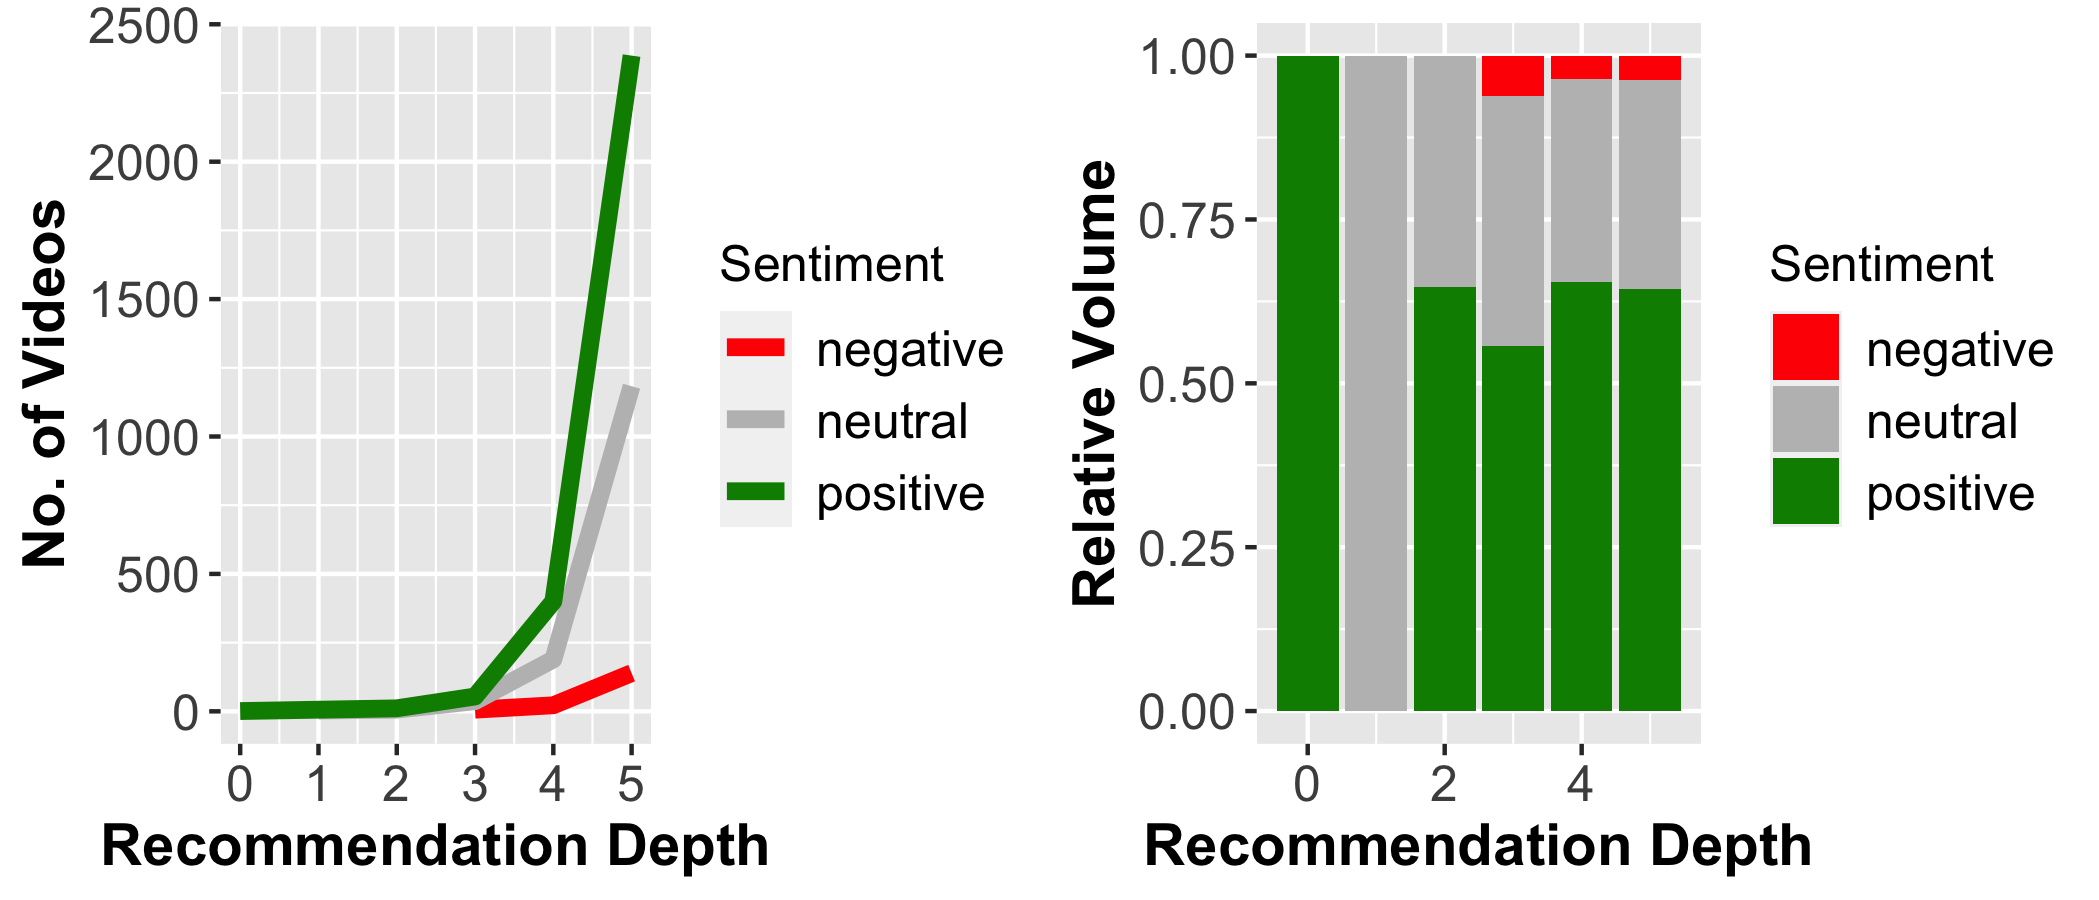 2500
2000
1500
1000
500
0
No. of Videos
0 1 2 3 4 5
Recommendation Depth
Sentiment
negative
neutral
positive
1.00
0.75
0.50
0.25
0.00
Relative Volume
0 2 4
Recommendation Depth
Sentiment
negative
neutral
positive